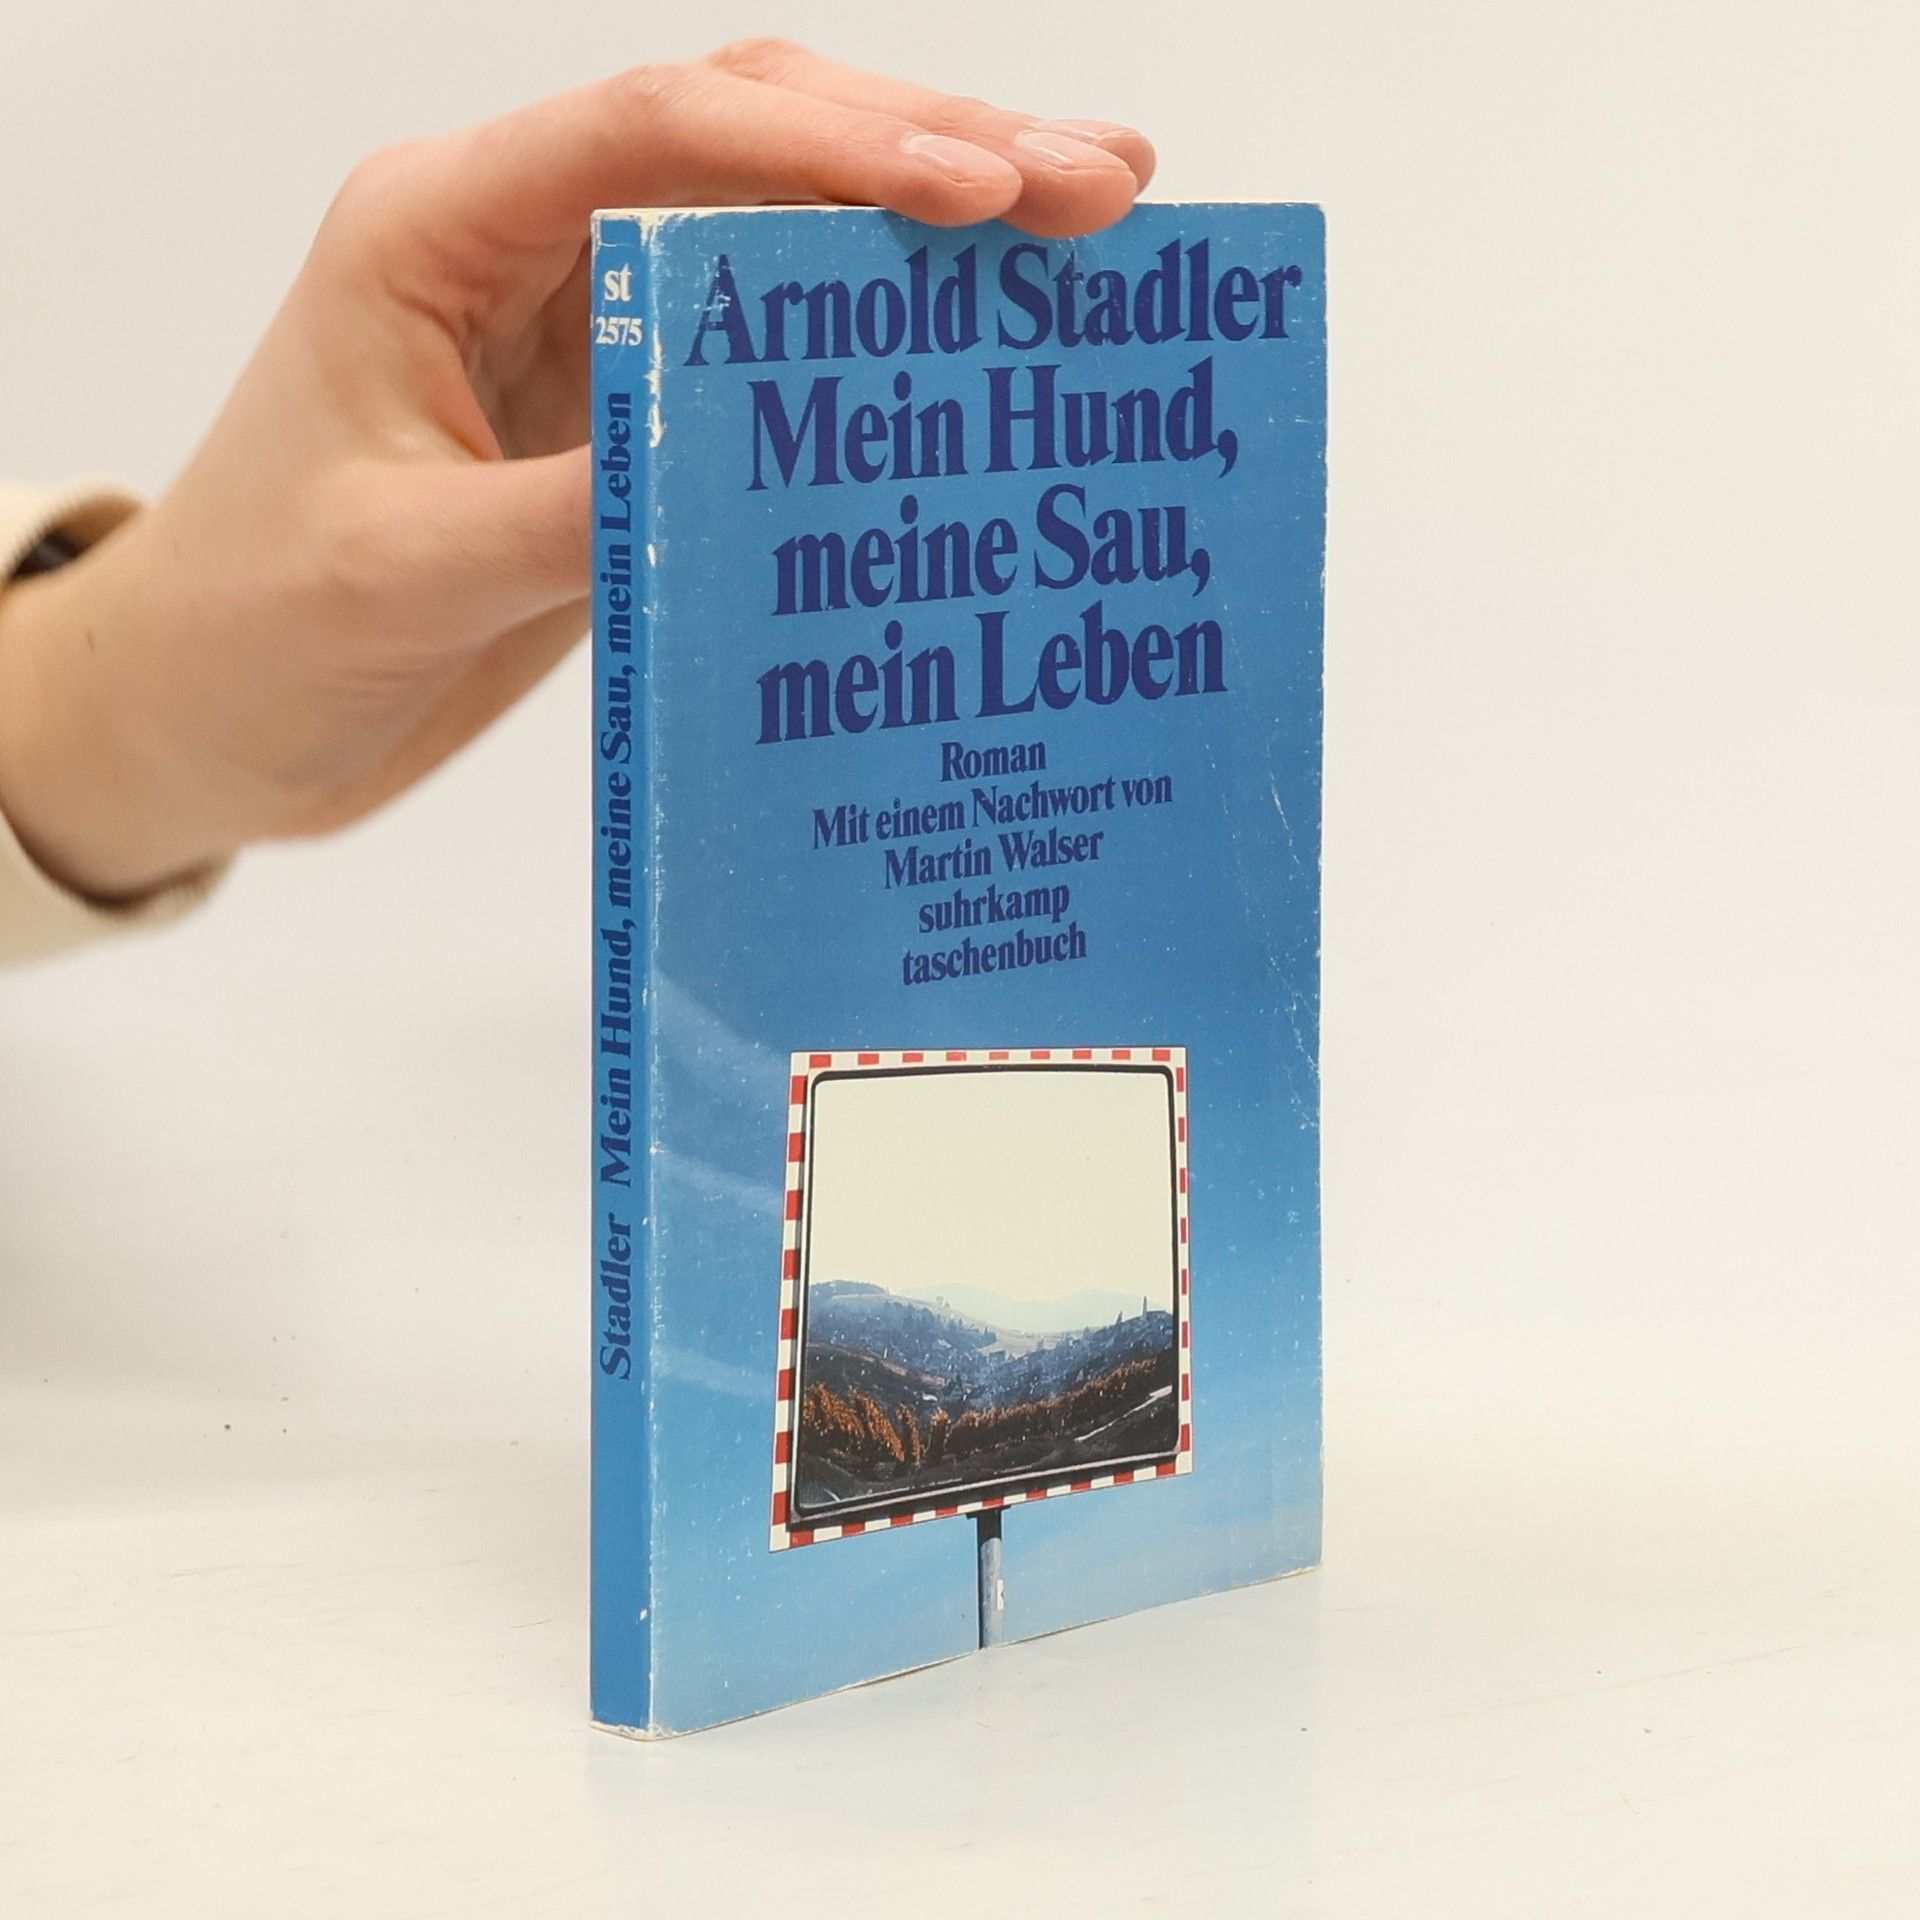 st
2575
Stadler Mein Hund, meine Sau, mein Leben
Arnold Stadler
Mein Hund,
meine Sau,
mein Leben
Roman
Mit einem Nachwort von
Martin Walser
suhrkamp
taschenbuch